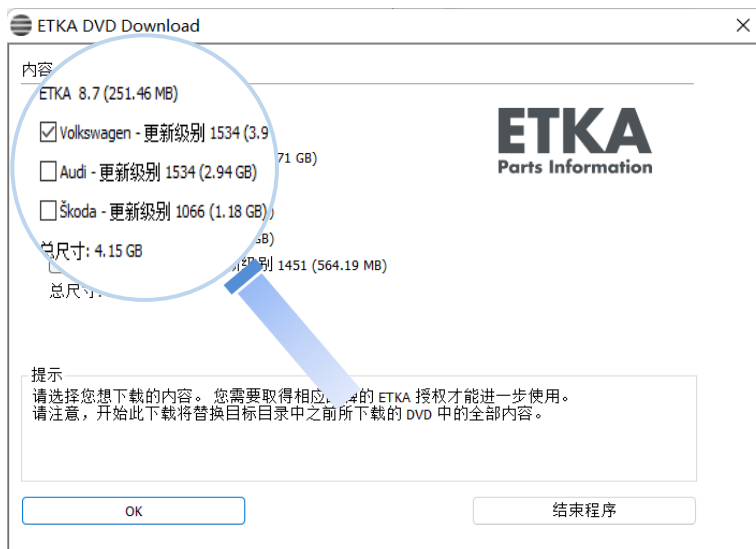 ETKA DVD Download
内容
ETKA 8.7 (251.46 MB)
Volkswagen - 更新级别 1534 (3.9
71 GB)
Audi - 更新级别 1534 (2.94 GB)
Škoda - 更新级别 1066 (1.18 GB)
GB)
总尺寸: 4.15 GB
级别 1451 (564.19 MB)
总尺寸
ETKA
Parts Information
提示
请选择您想下载的内容。 您需要取得相应的 ETKA 授权才能进一步使用。
请注意，开始此下载将替换目标目录中之前所下载的 DVD 中的全部内容。
OK
结束程序